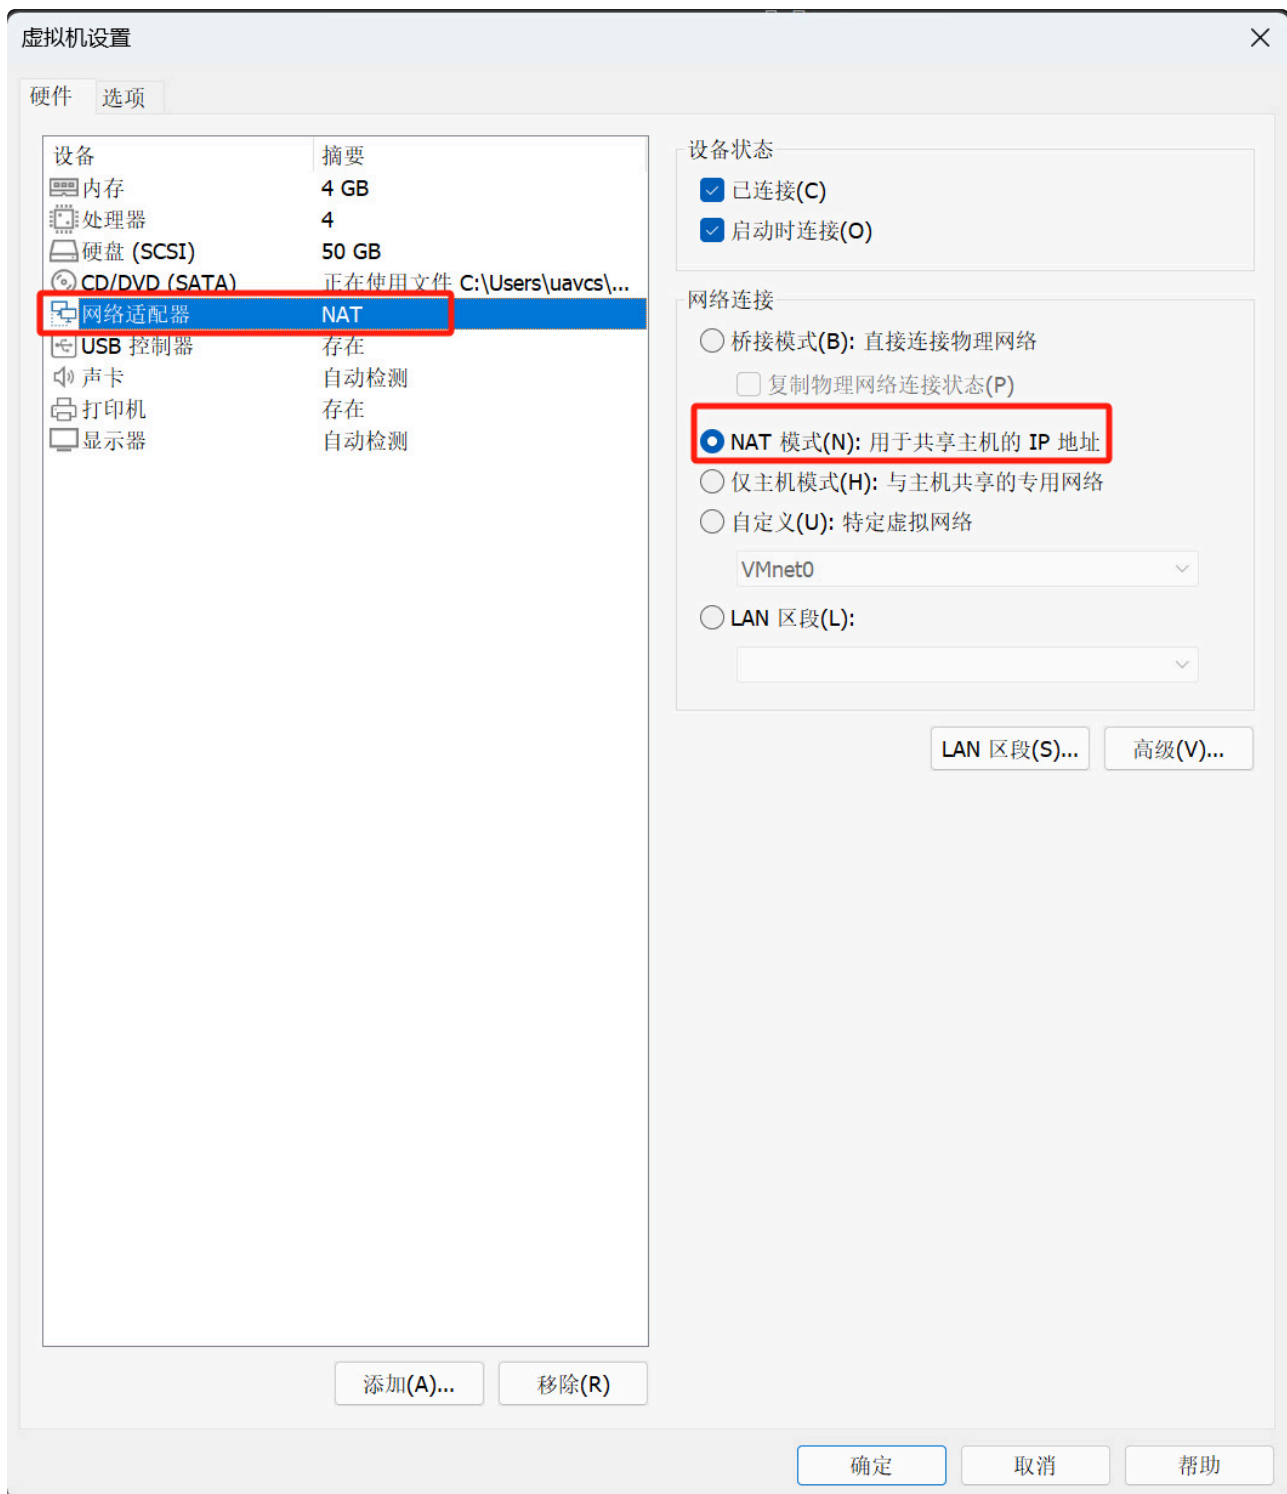 虚拟机设置
硬件
选项
设备 摘要
内存 4 GB
处理器 4
硬盘 (SCSI) 50 GB
CD/DVD (SATA) 正在使用文件 C:\Users\uavcs\...
网络适配器 NAT
USB 控制器 存在
声卡 自动检测
打印机 存在
显示器 自动检测
添加(A)...
移除(R)
设备状态
已连接(C)
启动时连接(O)
网络连接
桥接模式(B): 直接连接物理网络
复制物理网络连接状态(P)
NAT 模式(N): 用于共享主机的 IP 地址
仅主机模式(H): 与主机共享的专用网络
自定义(U): 特定虚拟网络
VMnet0
LAN 区段(L):
LAN 区段(S)...
高级(V)...
确定
取消
帮助